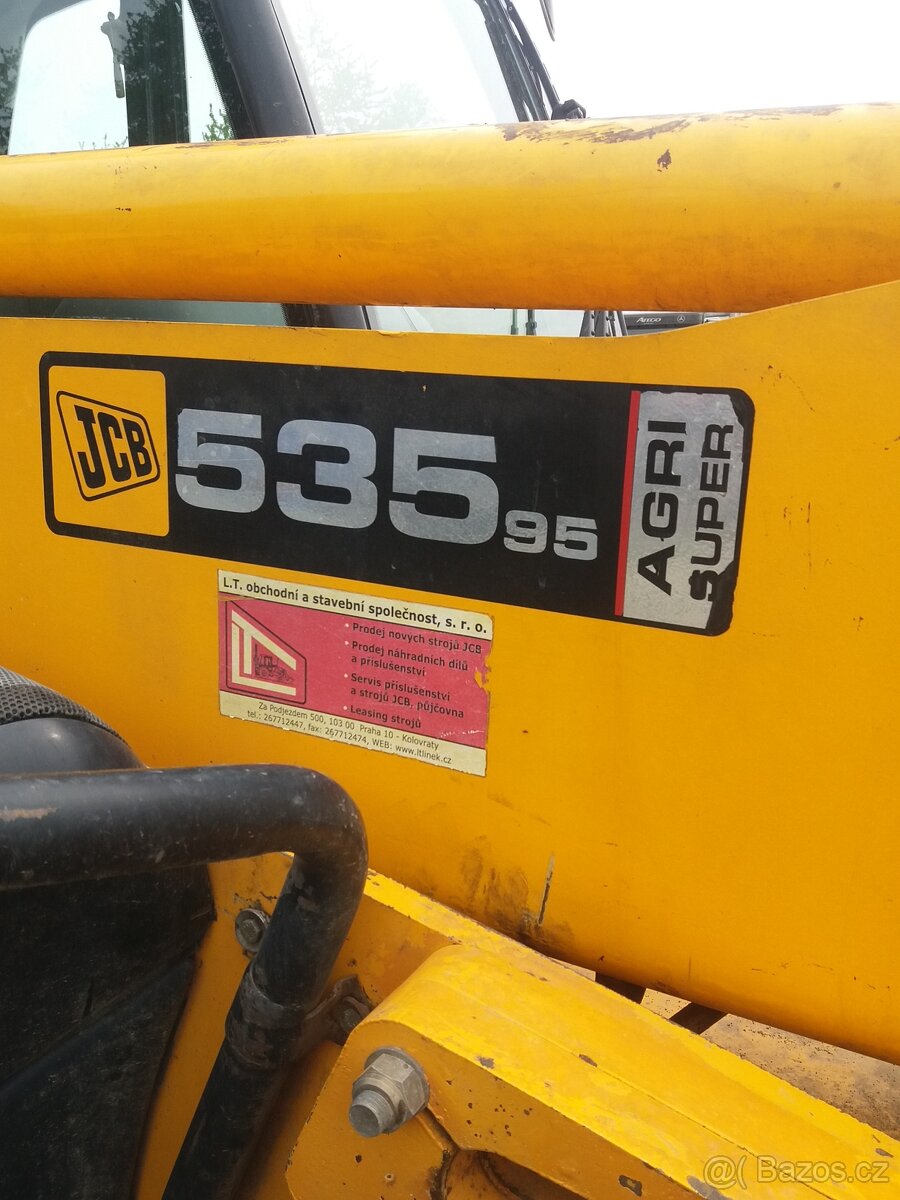 ATEGO
JCB
535 95
AGRI
SUPER
L.T. obchodní a stavební společnost, s. r. o.
• Prodej nových strojů JCB
• Prodej náhradních dílů
a příslušenství
• Servis příslušenství
a strojů JCB, půjčovna
• Leasing strojů
Za Podjezdem 500, 103 00 Praha 10 - Kolovraty
tel.: 267712447, fax: 267712474, WEB: www.ltlinek.cz
@( Bazos.cz